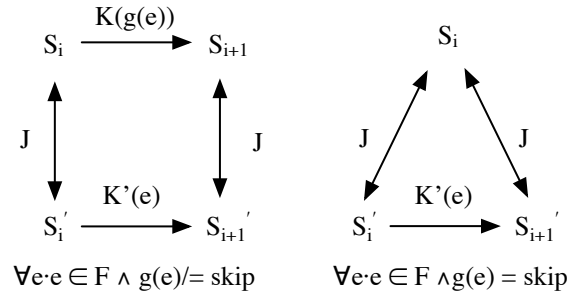 K(g(e))
Sᵢ Sᵢ₊₁ Sᵢ
J J J J
K'(e) K'(e)
Sᵢ′ Sᵢ₊₁′ Sᵢ′ Sᵢ₊₁′
∀e·e ∈ F ∧ g(e)/= skip ∀e·e ∈ F ∧g(e) = skip